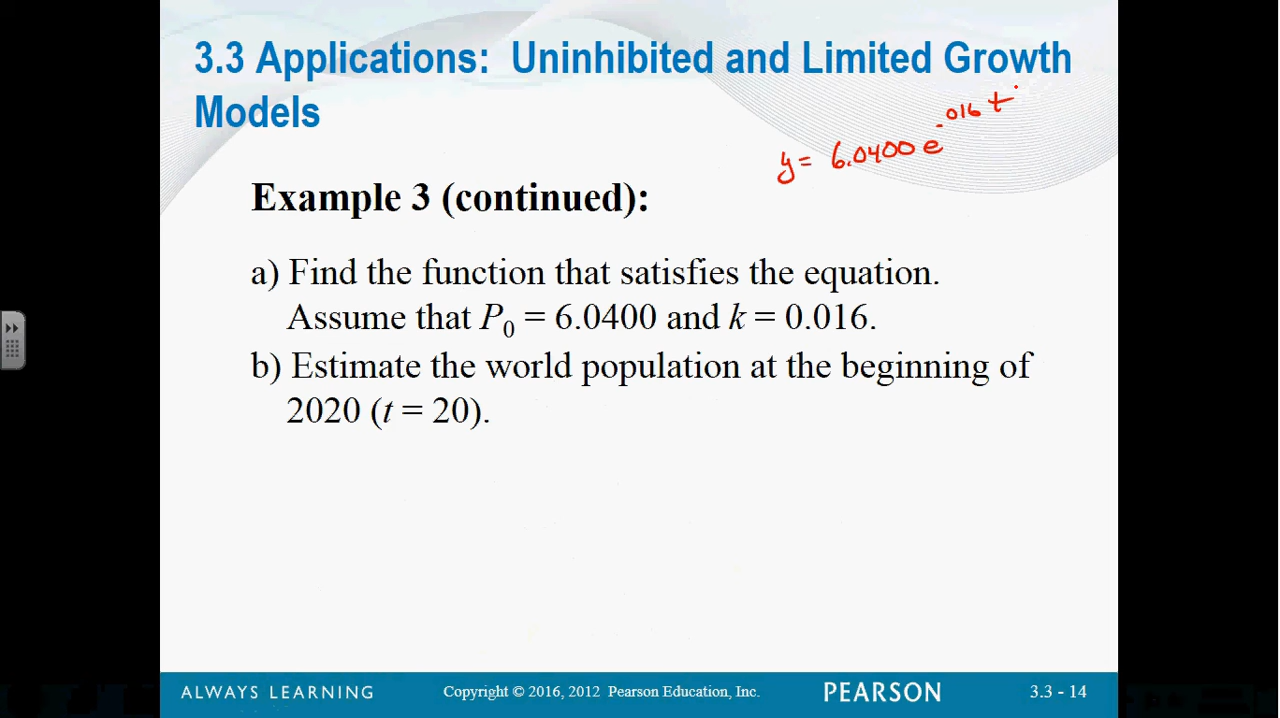 3.3 Applications: Uninhibited and Limited Growth
Models
y = 6.0400 e^.016 t
Example 3 (continued):
a) Find the function that satisfies the equation.
Assume that P₀ = 6.0400 and k = 0.016.
b) Estimate the world population at the beginning of
2020 (t = 20).
ALWAYS LEARNING
Copyright © 2016, 2012 Pearson Education, Inc.
PEARSON
3.3 - 14